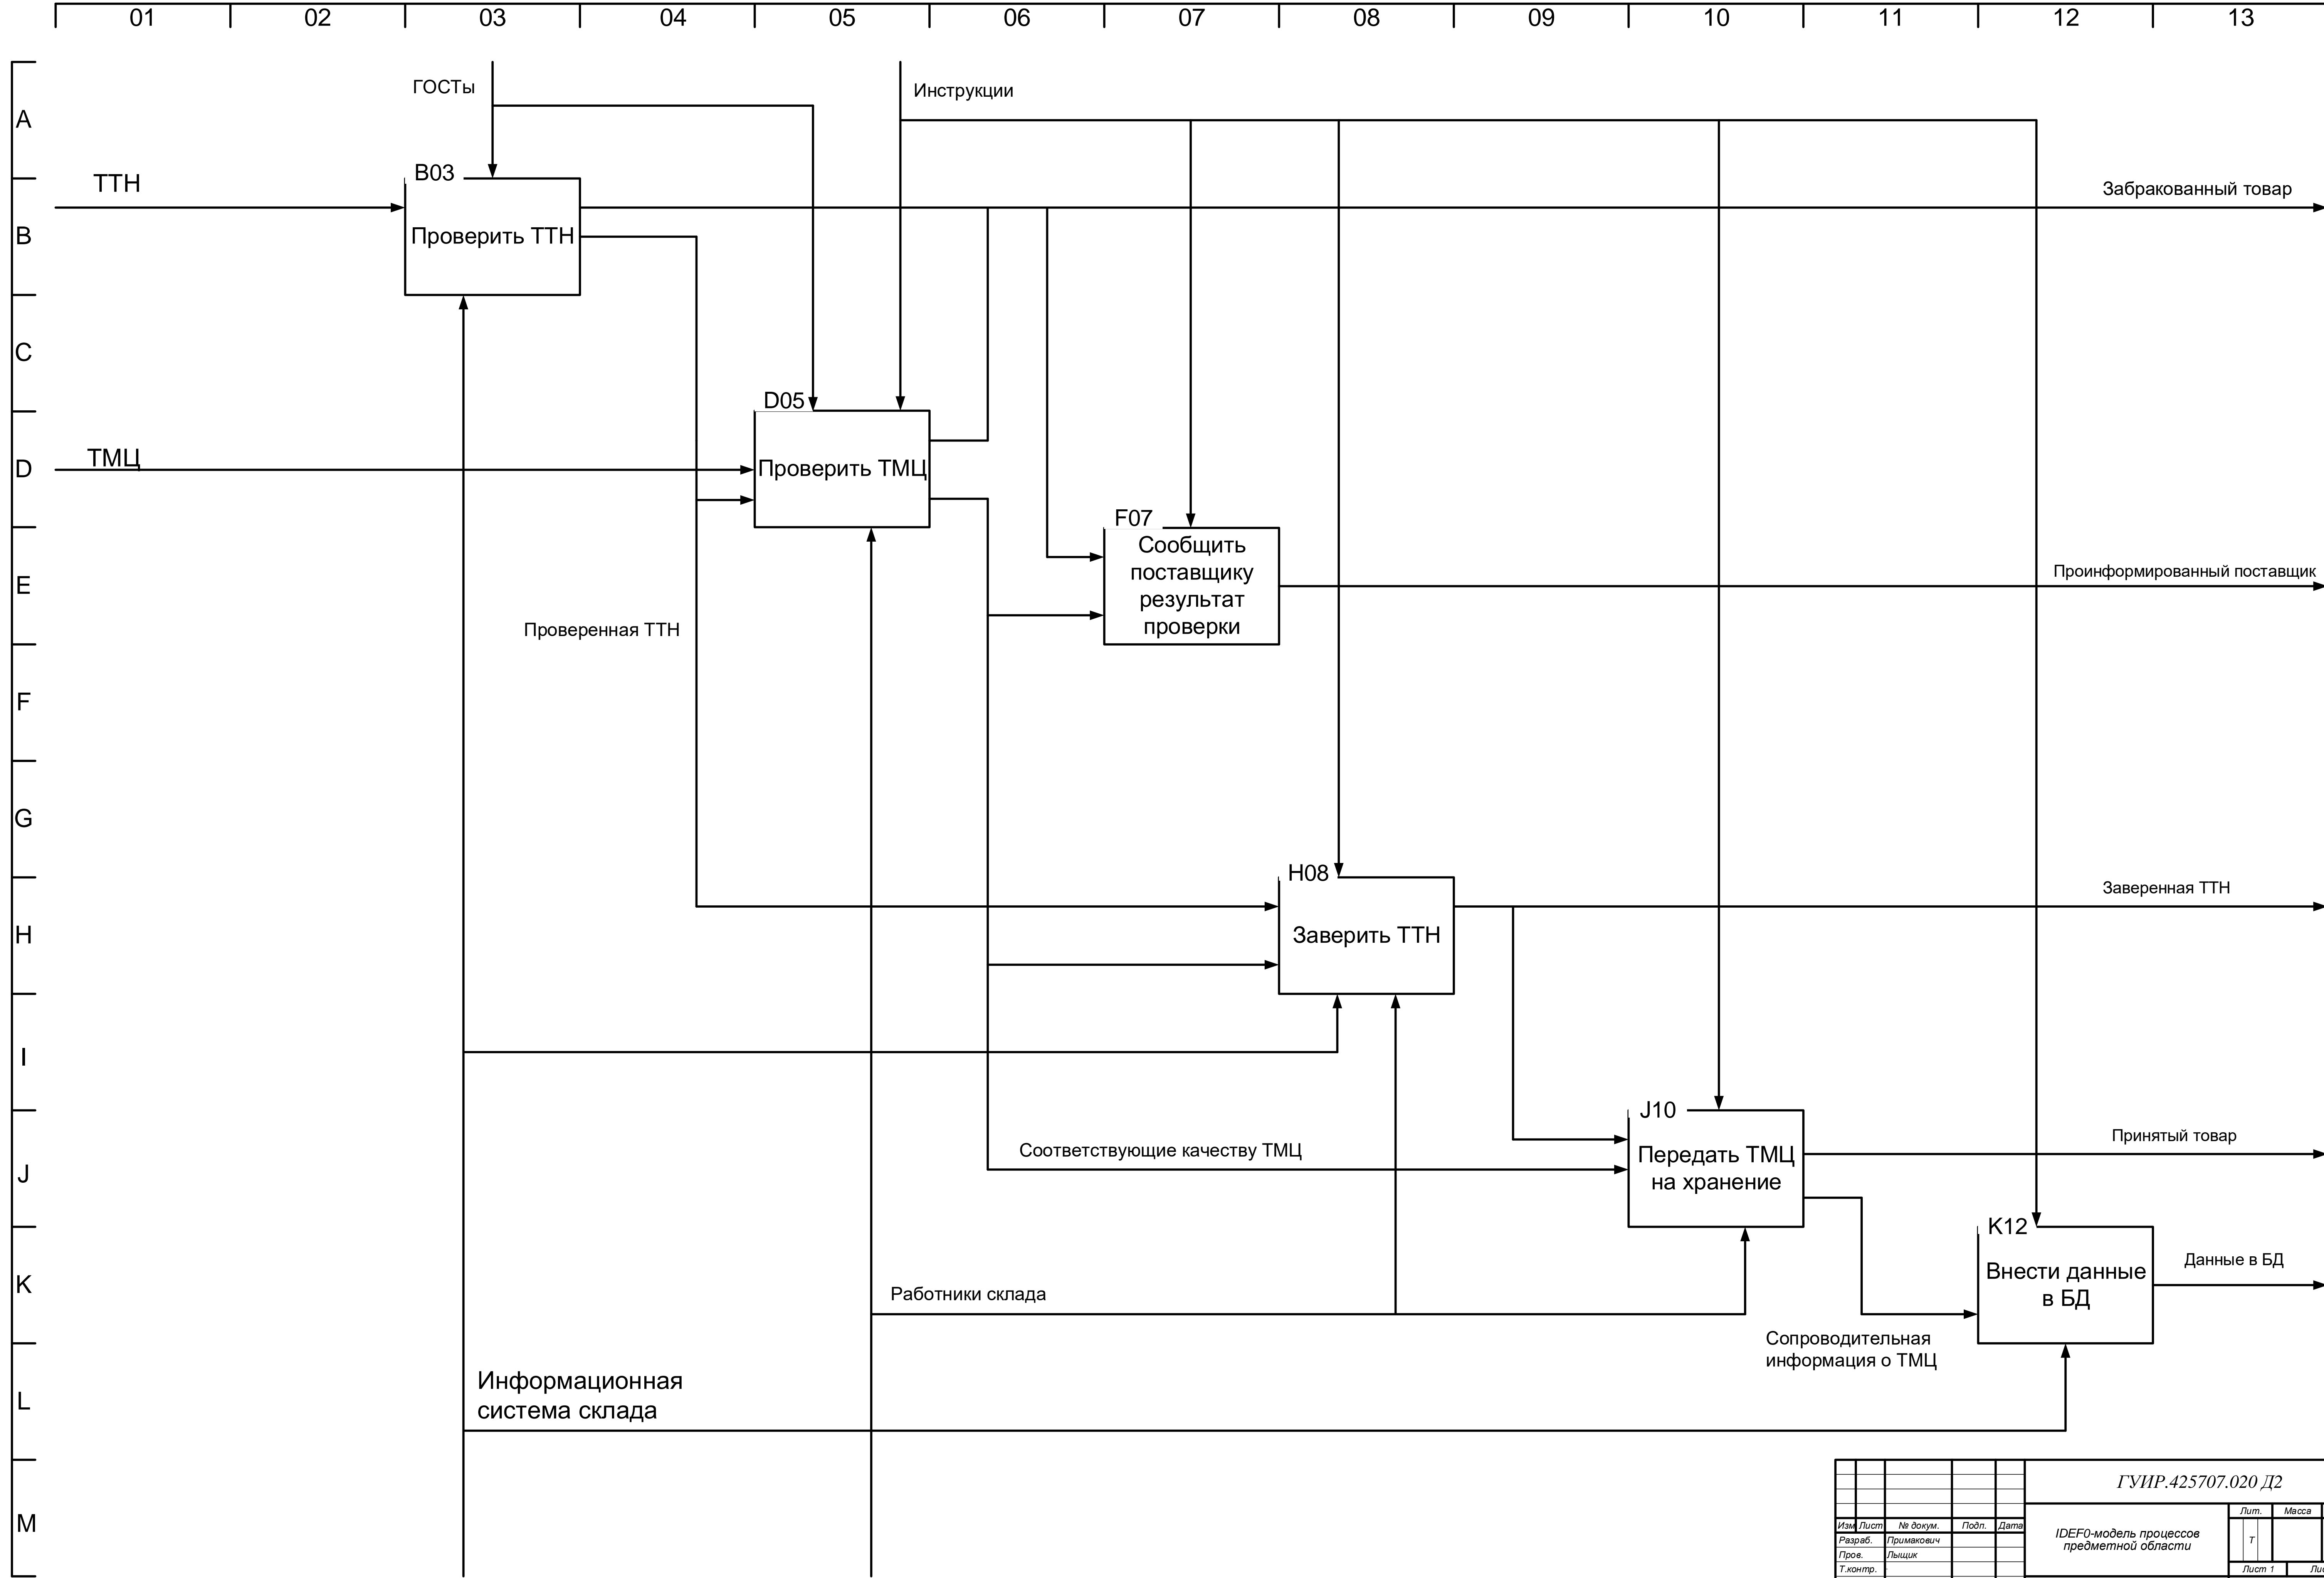 01 02 03 04 05 06 07 08 09 10 11 12 13
ГОСТы
Инструкции
A
B03
ТТН
Забракованный товар
B
Проверить ТТН
C
D05
D
ТМЦ
Проверить ТМЦ
F07
Сообщить
поставщику
результат
проверки
E
Проинформированный поставщик
Проверенная ТТН
F
G
H08
Заверенная ТТН
H
Заверить ТТН
I
J10
Соответствующие качеству ТМЦ
Принятый товар
J
Передать ТМЦ
на хранение
K12
Данные в БД
K
Внести данные
в БД
Работники склада
Сопроводительная
информация о ТМЦ
L
Информационная
система склада
M
ГУИР.425707.020 Д2
Лит. Масса
Изм Лист № докум. Подп. Дата
IDEF0-модель процессов
предметной области
Т
Разраб. Примакович
Пров. Лыщик
Т.контр.
Лист 1